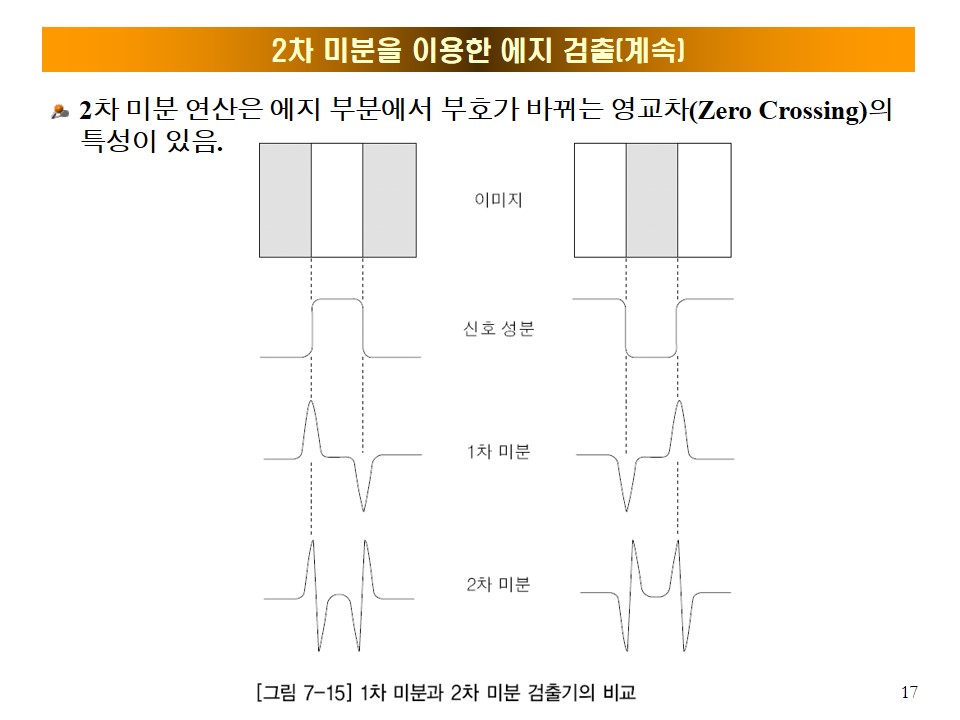 2차 미분을 이용한 에지 검출(계속)
2차 미분 연산은 에지 부분에서 부호가 바뀌는 영교차(Zero Crossing)의
특성이 있음.
이미지
신호 성분
1차 미분
2차 미분
[그림 7-15] 1차 미분과 2차 미분 검출기의 비교
17